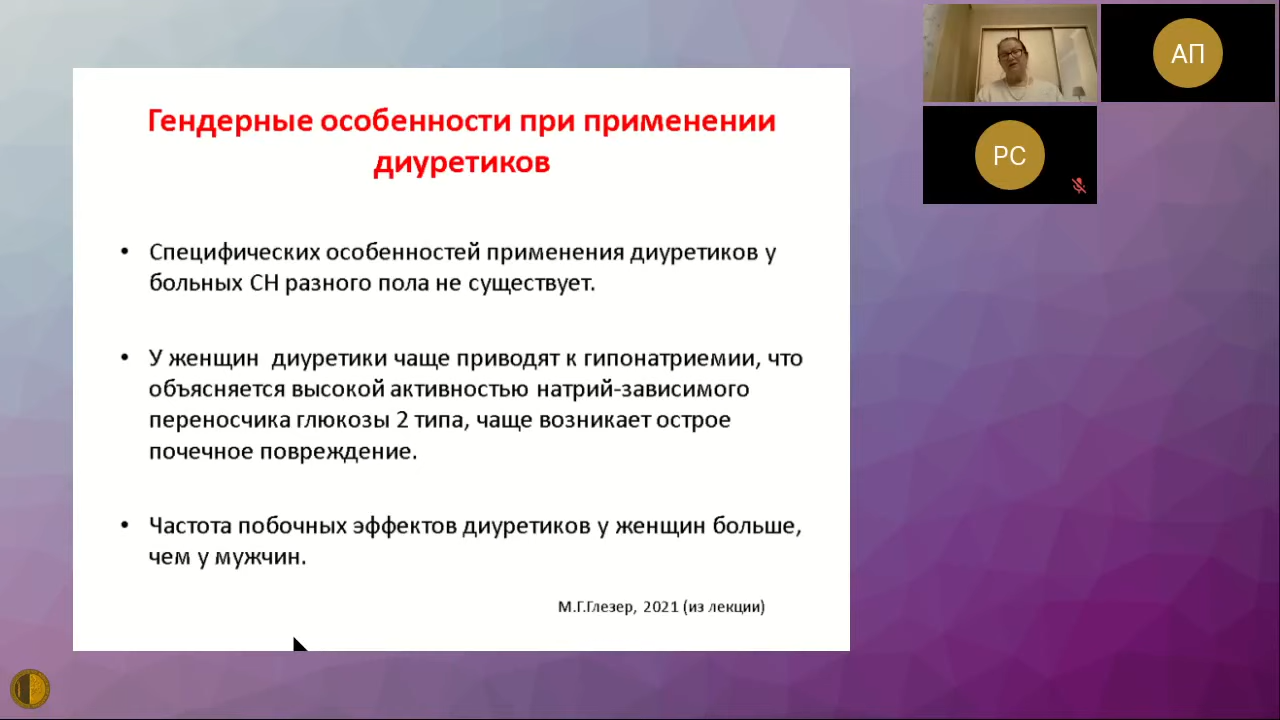 Гендерные особенности при применении
диуретиков
• Специфических особенностей применения диуретиков у
больных СН разного пола не существует.
• У женщин диуретики чаще приводят к гипонатриемии, что
объясняется высокой активностью натрий-зависимого
переносчика глюкозы 2 типа, чаще возникает острое
почечное повреждение.
• Частота побочных эффектов диуретиков у женщин больше,
чем у мужчин.
М.Г.Глезер, 2021 (из лекции)
АП
РС